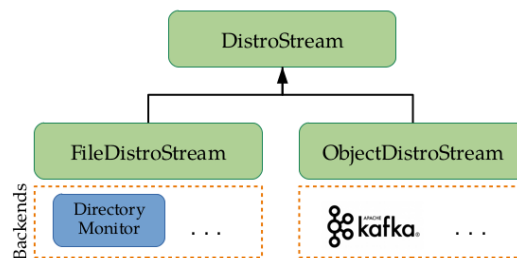 DistroStream
FileDistroStream
ObjectDistroStream
Backends
Directory
Monitor
. . .
APACHE
kafka®
. . .